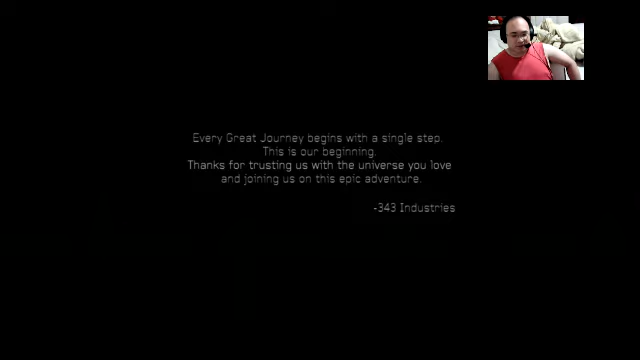 Every Great Journey begins with a single step.
This is our beginning.
Thanks for trusting us with the universe you love
and joining us on this epic adventure.
-343 Industries